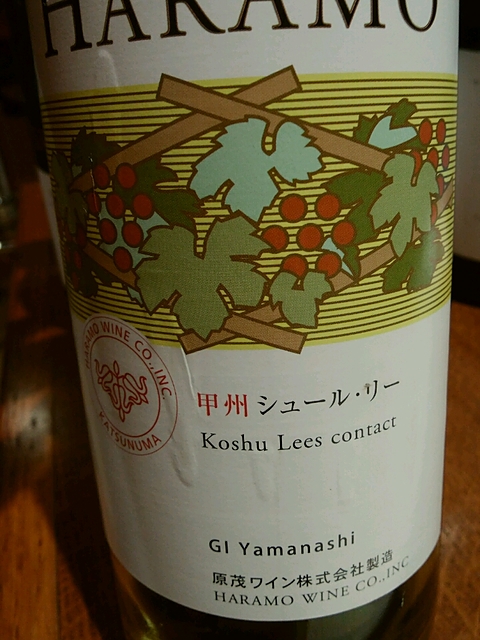 HARAMO
HARAMO WINE CO., INC.
KATSUNUMA
甲州 シュール・リー
Koshu Lees contact
GI Yamanashi
原茂ワイン株式会社製造
HARAMO WINE CO., INC